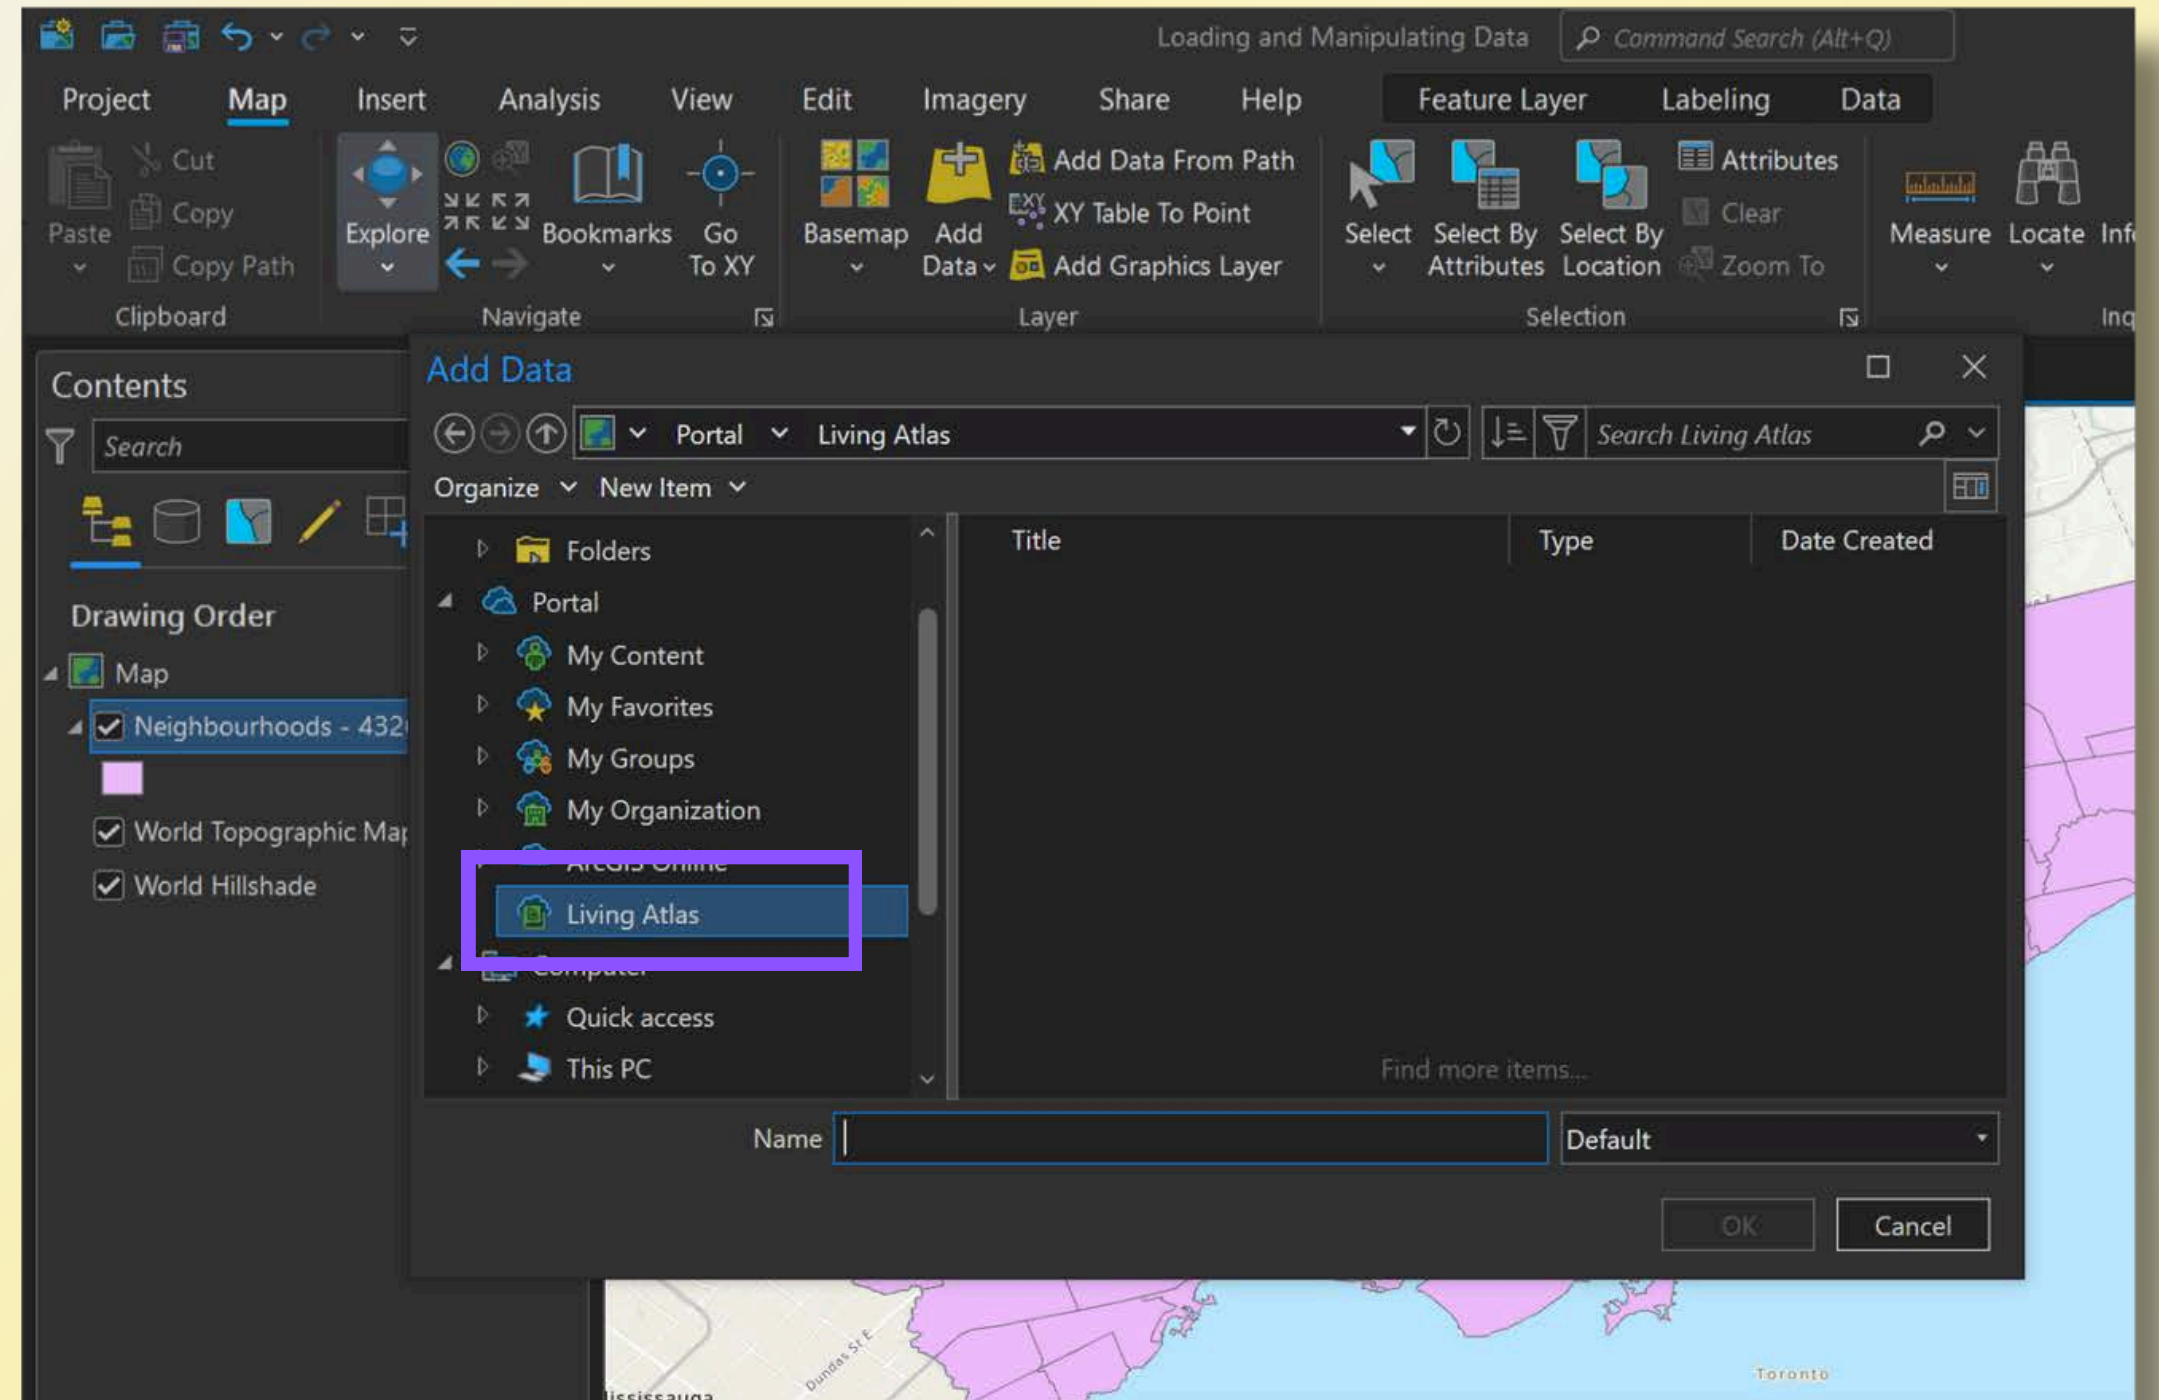 Loading and Manipulating Data
Command Search (Alt+Q)
Project Map Insert Analysis View Edit Imagery Share Help Feature Layer Labeling Data
Paste
Cut
Copy
Copy Path
Clipboard
Explore
Bookmarks
Go To XY
Navigate
Basemap
Add Data
Add Data From Path
XY Table To Point
Add Graphics Layer
Layer
Select
Select By Attributes
Select By Location
Attributes
Clear
Zoom To
Selection
Measure
Locate
Contents
Search
Drawing Order
Map
Neighbourhoods - 432
World Topographic Map
World Hillshade
Add Data
Portal Living Atlas
Search Living Atlas
Organize New Item
Folders
Portal
My Content
My Favorites
My Groups
My Organization
ArcGIS Online
Living Atlas
Computer
Quick access
This PC
Title Type Date Created
Find more items...
Name
Default
OK Cancel
Dundas St E
Toronto